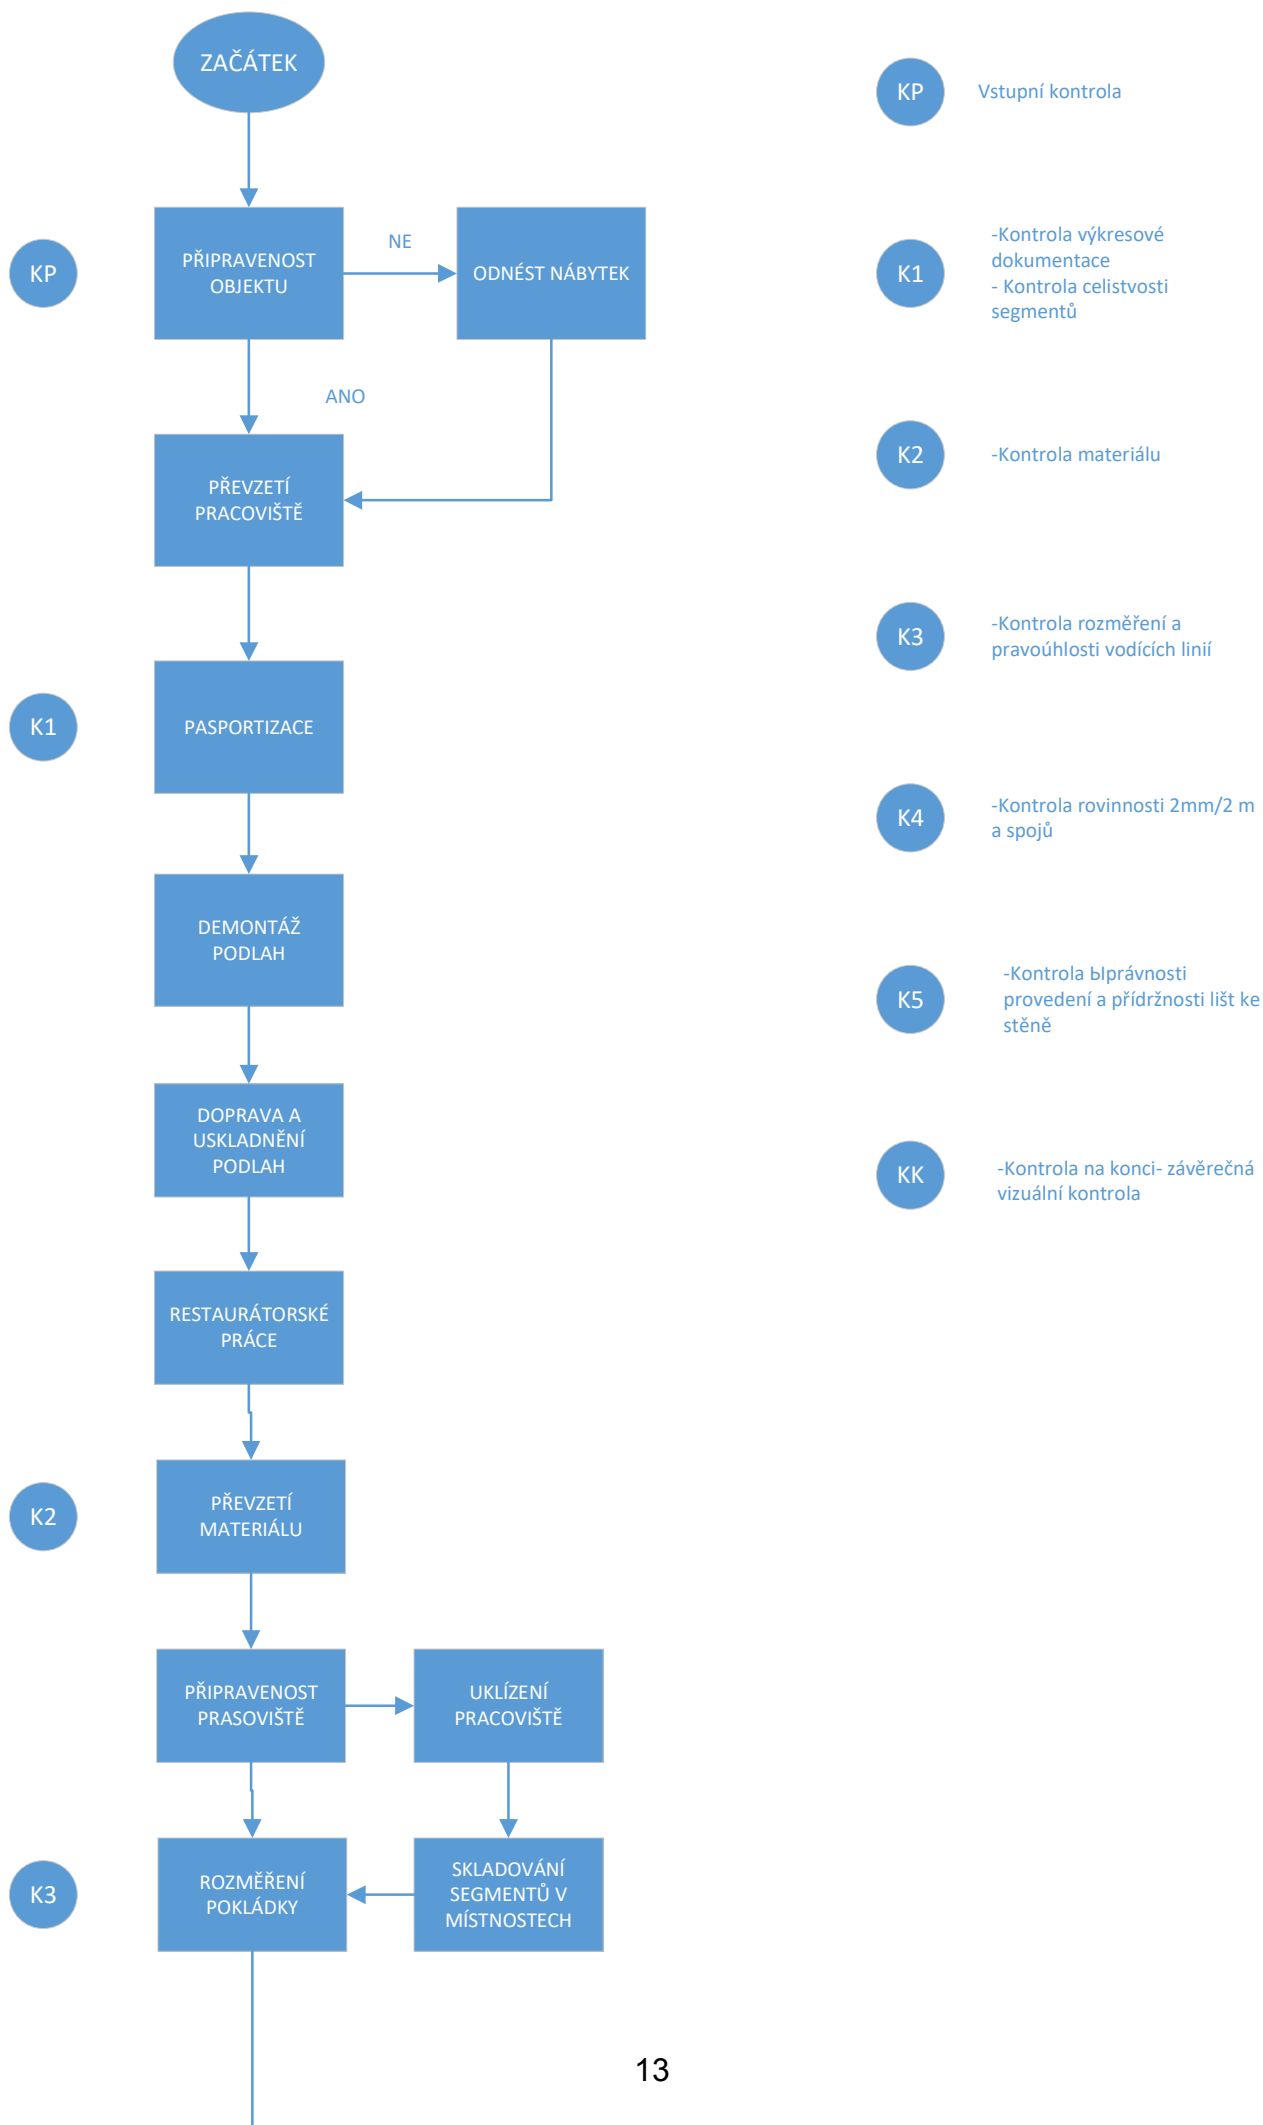 ZAČÁTEK
KP
PŘIPRAVENOST
OBJEKTU
NE
ODNÉST NÁBYTEK
ANO
PŘEVZETÍ
PRACOVIŠTĚ
K1
PASPORTIZACE
DEMONTÁŽ
PODLAH
DOPRAVA A
USKLADNĚNÍ
PODLAH
RESTAURÁTORSKÉ
PRÁCE
K2
PŘEVZETÍ
MATERIÁLU
PŘIPRAVENOST
PRASOVIŠTĚ
UKLÍZENÍ
PRACOVIŠTĚ
K3
ROZMĚŘENÍ
POKLÁDKY
SKLADOVÁNÍ
SEGMENTŮ V
MÍSTNOSTECH
KP
Vstupní kontrola
K1
-Kontrola výkresové
dokumentace
- Kontrola celistvosti
segmentů
K2
-Kontrola materiálu
K3
-Kontrola rozměření a
pravoúhlosti vodících linií
K4
-Kontrola rovinnosti 2mm/2 m
a spojů
K5
-Kontrola Ыprávnosti
provedení a přídržnosti lišt ke
stěně
KK
-Kontrola na konci- závěrečná
vizuální kontrola
13